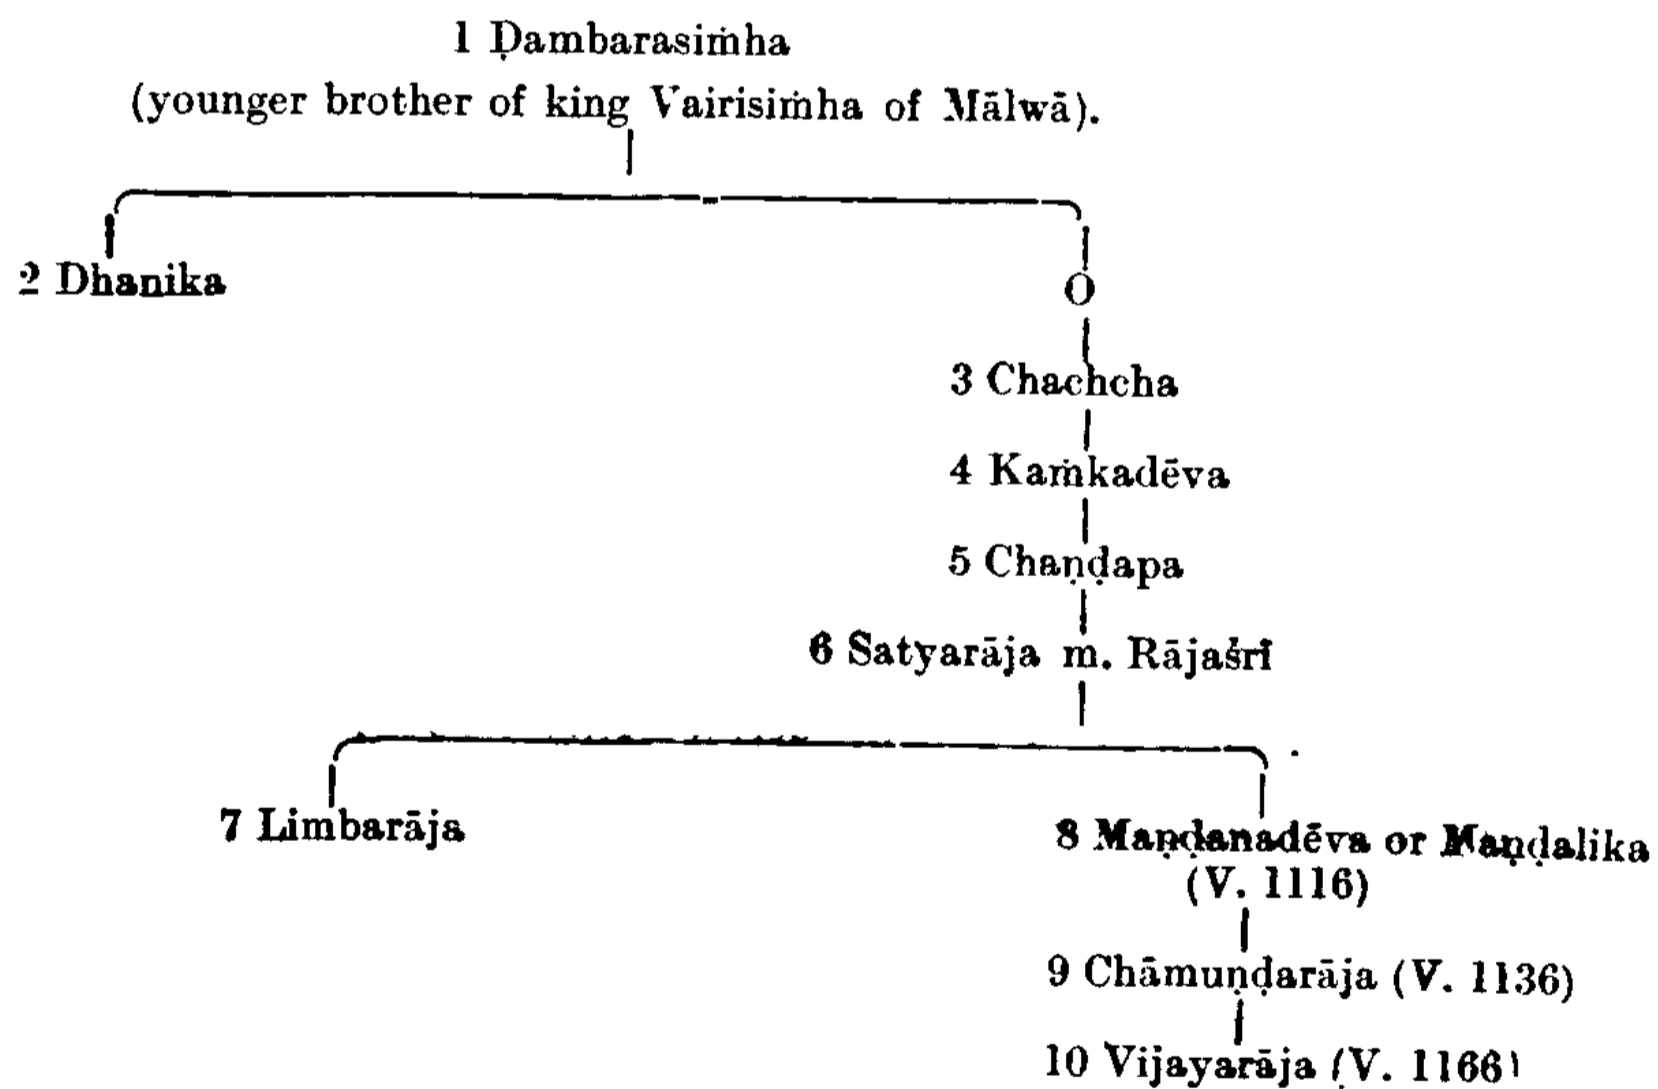 1 Ḍambarasiṁha
(younger brother of king Vairisiṁha of Mālwā).
2 Dhanika
O
3 Chachcha
4 Kaṁkadēva
5 Chaṇḍapa
6 Satyarāja m. Rājaśrī
7 Limbarāja
8 Maṇḍanadēva or Maṇḍalika
(V. 1116)
9 Chāmuṇḍarāja (V. 1136)
10 Vijayarāja (V. 1166)